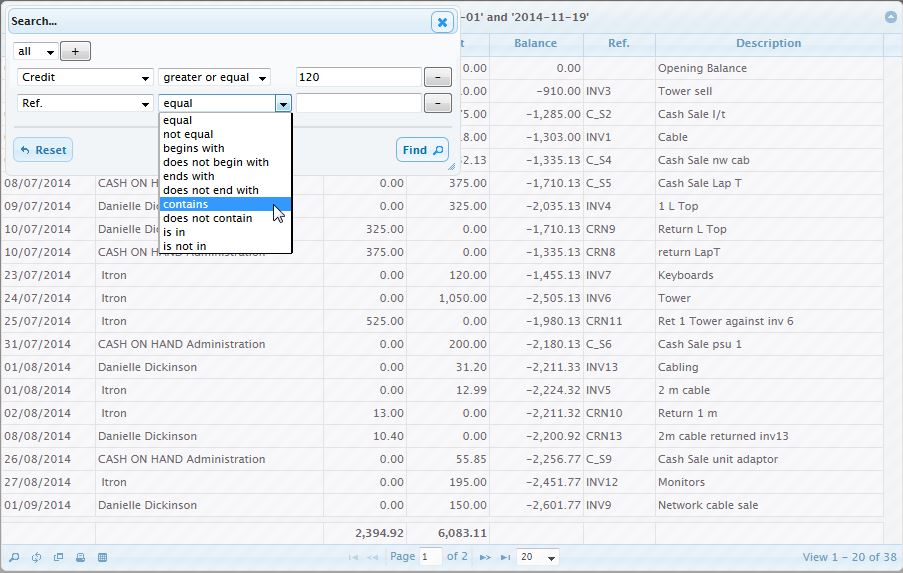 Search...
-01' and '2014-11-19'
all +
t Balance Ref. Description
Credit greater or equal 120 -
0.00 0.00 Opening Balance
.00 -910.00 INV3 Tower sell
Ref. equal -
75.00 -1,285.00 C_S2 Cash Sale l/t
equal
not equal
begins with
does not begin with
ends with
does not end with
contains
does not contain
is in
is not in
8.00 -1,303.00 INV1 Cable
Reset Find
2.13 -1,335.13 C_S4 Cash Sale nw cab
08/07/2014 CASH ON H 0.00 375.00 -1,710.13 C_S5 Cash Sale Lap T
09/07/2014 Danielle Di 0.00 325.00 -2,035.13 INV4 1 L Top
10/07/2014 Danielle Di 325.00 0.00 -1,710.13 CRN9 Return L Top
10/07/2014 CASH ON H 375.00 0.00 -1,335.13 CRN8 return LapT
23/07/2014 Itron 0.00 120.00 -1,455.13 INV7 Keyboards
24/07/2014 Itron 0.00 1,050.00 -2,505.13 INV6 Tower
25/07/2014 Itron 525.00 0.00 -1,980.13 CRN11 Ret 1 Tower against inv 6
31/07/2014 CASH ON HAND Administration 0.00 200.00 -2,180.13 C_S6 Cash Sale psu 1
01/08/2014 Danielle Dickinson 0.00 31.20 -2,211.33 INV13 Cabling
01/08/2014 Itron 0.00 12.99 -2,224.32 INV5 2 m cable
02/08/2014 Itron 13.00 0.00 -2,211.32 CRN10 Return 1 m
08/08/2014 Danielle Dickinson 10.40 0.00 -2,200.92 CRN13 2m cable returned inv13
26/08/2014 CASH ON HAND Administration 0.00 55.85 -2,256.77 C_S9 Cash Sale unit adaptor
27/08/2014 Itron 0.00 195.00 -2,451.77 INV12 Monitors
01/09/2014 Danielle Dickinson 0.00 150.00 -2,601.77 INV9 Network cable sale
2,394.92 6,083.11
Page 1 of 2 20 View 1 - 20 of 38